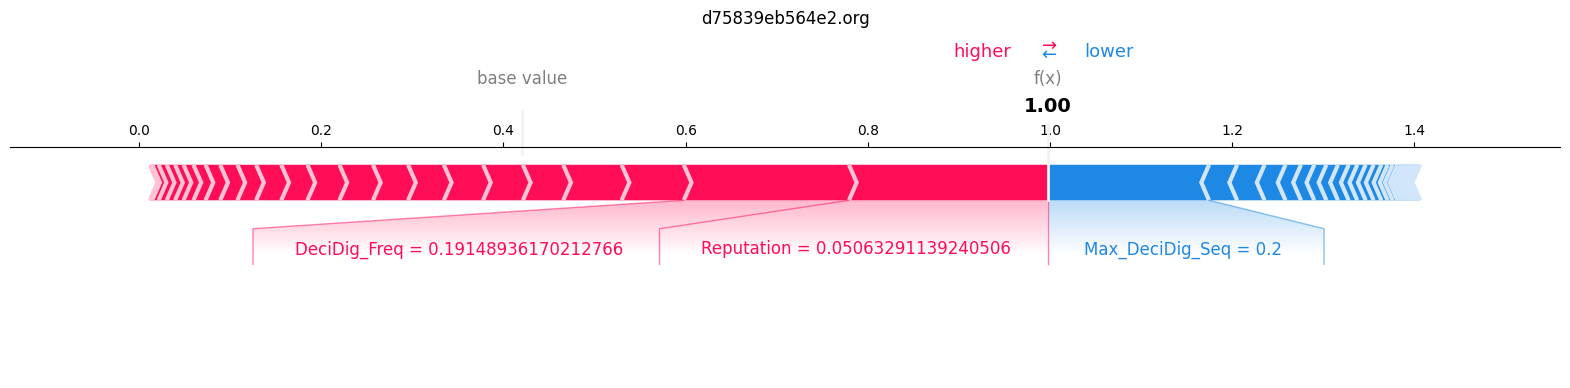 d75839eb564e2.org
higher → ← lower
base value f(x)
1.00
0.0 0.2 0.4 0.6 0.8 1.0 1.2 1.4
DeciDig_Freq = 0.19148936170212766 Reputation = 0.05063291139240506 Max_DeciDig_Seq = 0.2